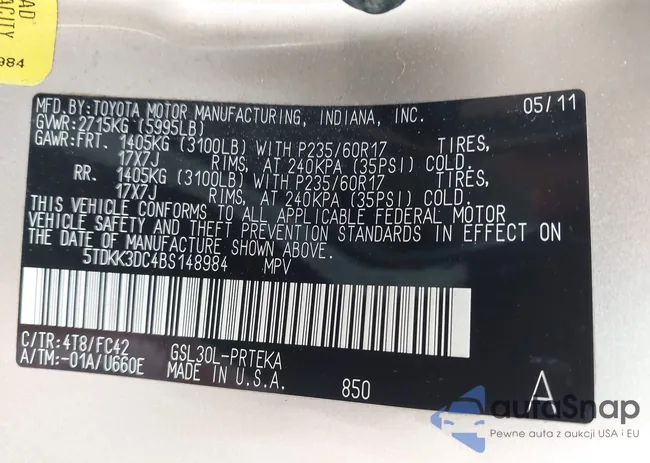 AD
ACITY
984
MFD.BY:TOYOTA MOTOR MANUFACTURING, INDIANA, INC. 05/11
GVWR:2715KG (5995LB)
GAWR:FRT. 1405KG (3100LB) WITH P235/60R17 TIRES,
17X7J RIMS, AT 240KPA (35PSI) COLD.
RR. 1405KG (3100LB) WITH P235/60R17 TIRES,
17X7J RIMS, AT 240KPA (35PSI) COLD.
THIS VEHICLE CONFORMS TO ALL APPLICABLE FEDERAL MOTOR
VEHICLE SAFETY AND THEFT PREVENTION STANDARDS IN EFFECT ON
THE DATE OF MANUFACTURE SHOWN ABOVE.
5TDKK3DC4BS148984 MPV
C/TR:4T8/FC42 GSL30L-PRTEKA
A/TM:-01A/U660E MADE IN U.S.A. 850 A
autoSnap
Pewne auta z aukcji USA i EU